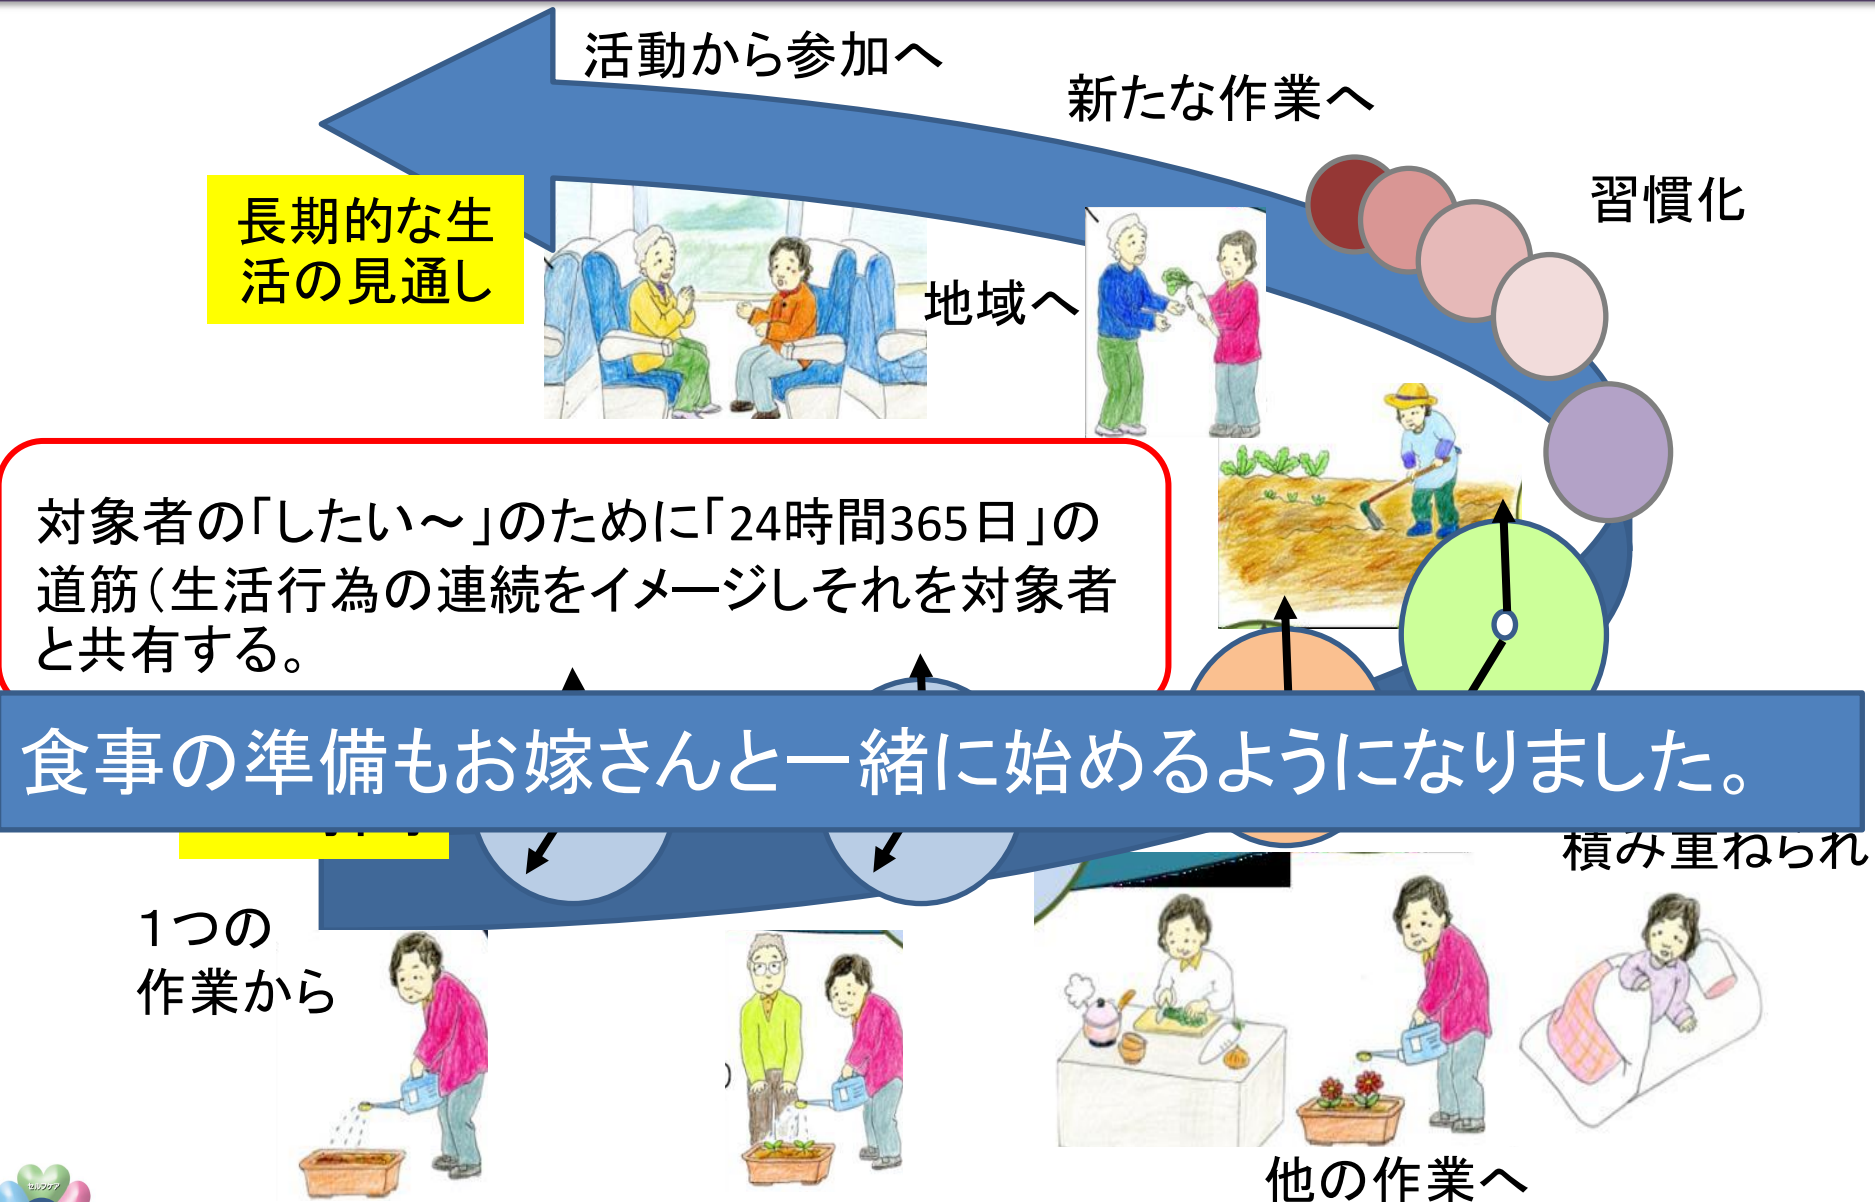 活動から参加へ
新たな作業へ
習慣化
長期的な生
活の見通し
地域へ
対象者の「したい～」のために「24時間365日」の
道筋（生活行為の連続をイメージしそれを対象者
と共有する。
食事の準備もお嫁さんと一緒に始めるようになりました。
積み重ねられ
1つの
作業から
他の作業へ
セルフケア